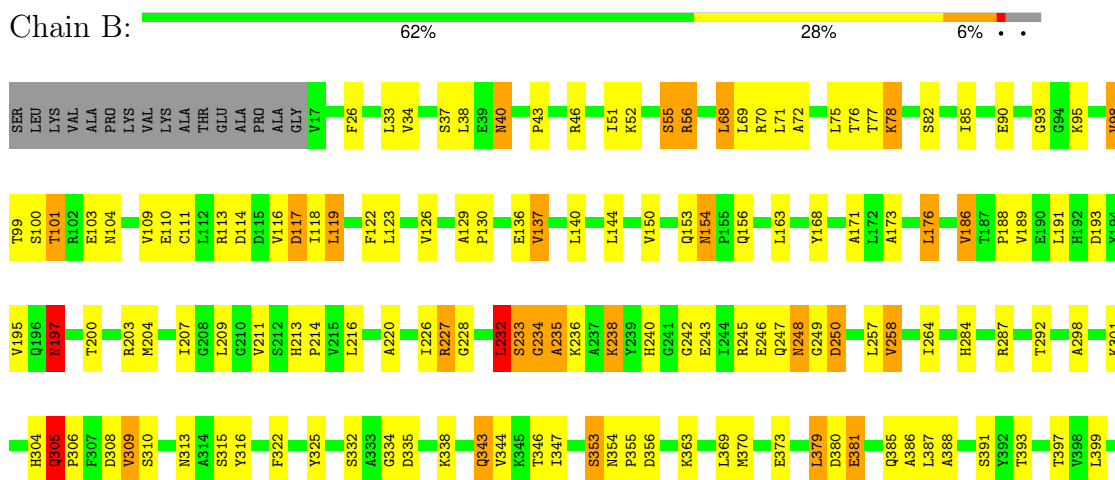 Chain B:
62% 28% 6% • •
SER LEU LYS VAL ALA PRO LYS VAL LYS ALA THR GLU ALA PRO ALA GLY V17 F26 L33 V34 S37 L38 E39 N40 P43 R46 I51 K52 S55 R56 L68 L69 R70 L71 A72 L75 T76 T77 K78 S82 I85 E90 G93 G94 K95 V98
T99 S100 T101 R102 E103 N104 V109 E110 C111 L112 R113 D114 D115 V116 D117 I118 L119 F122 L123 V126 A129 P130 E136 V137 L140 L144 V150 Q153 N154 P155 Q156 L163 Y168 A171 L172 A173 L176 V186 T187 P188 V189 E190 L191 H192 D193 Y194
V195 Q196 N197 T200 R203 M204 I207 G208 L209 G210 V211 S212 H213 P214 V215 L216 A220 I226 R227 G228 L232 S233 G234 A235 K236 A237 K238 Y239 H240 G241 G242 E243 I244 R245 E246 Q247 N248 G249 D250 L257 V258 I264 H284 R287 T292 A298 K301
H304 Q305 P306 F307 D308 V309 S310 N313 A314 S315 Y316 F322 Y325 S332 A333 G334 D335 K338 Q343 V344 K345 T346 I347 S353 N354 P355 D356 K363 L369 M370 E373 L379 D380 E381 Q385 A386 L387 A388 S391 Y392 T393 T397 V398 L399